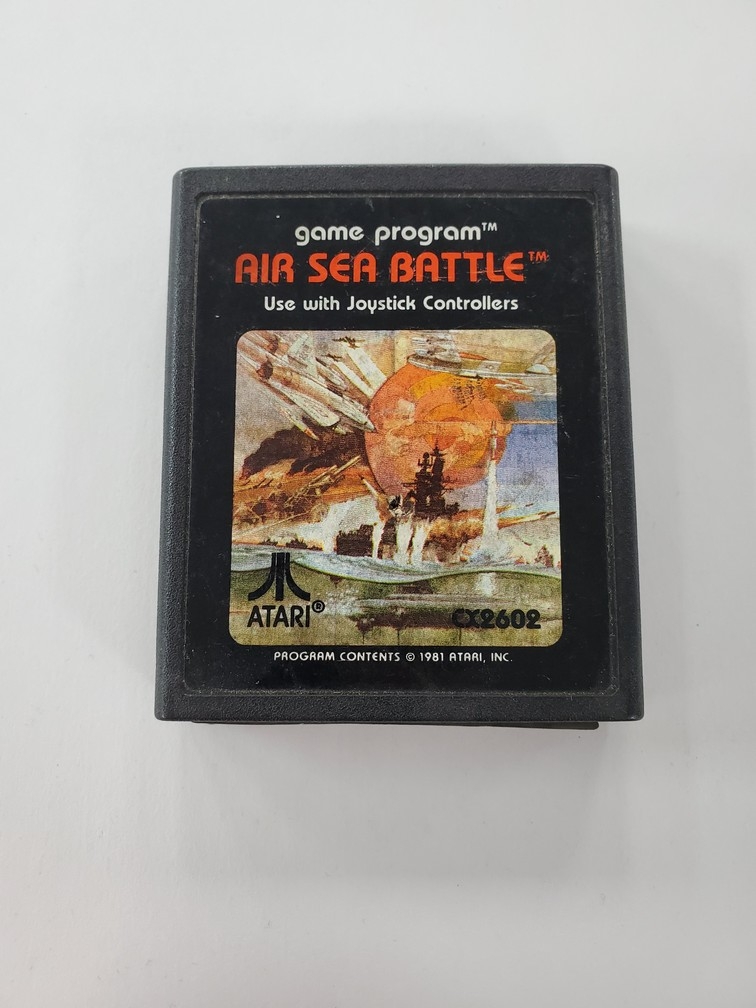 game program™
AIR SEA BATTLE™
Use with Joystick Controllers
ATARI®
CX2602
PROGRAM CONTENTS © 1981 ATARI, INC.